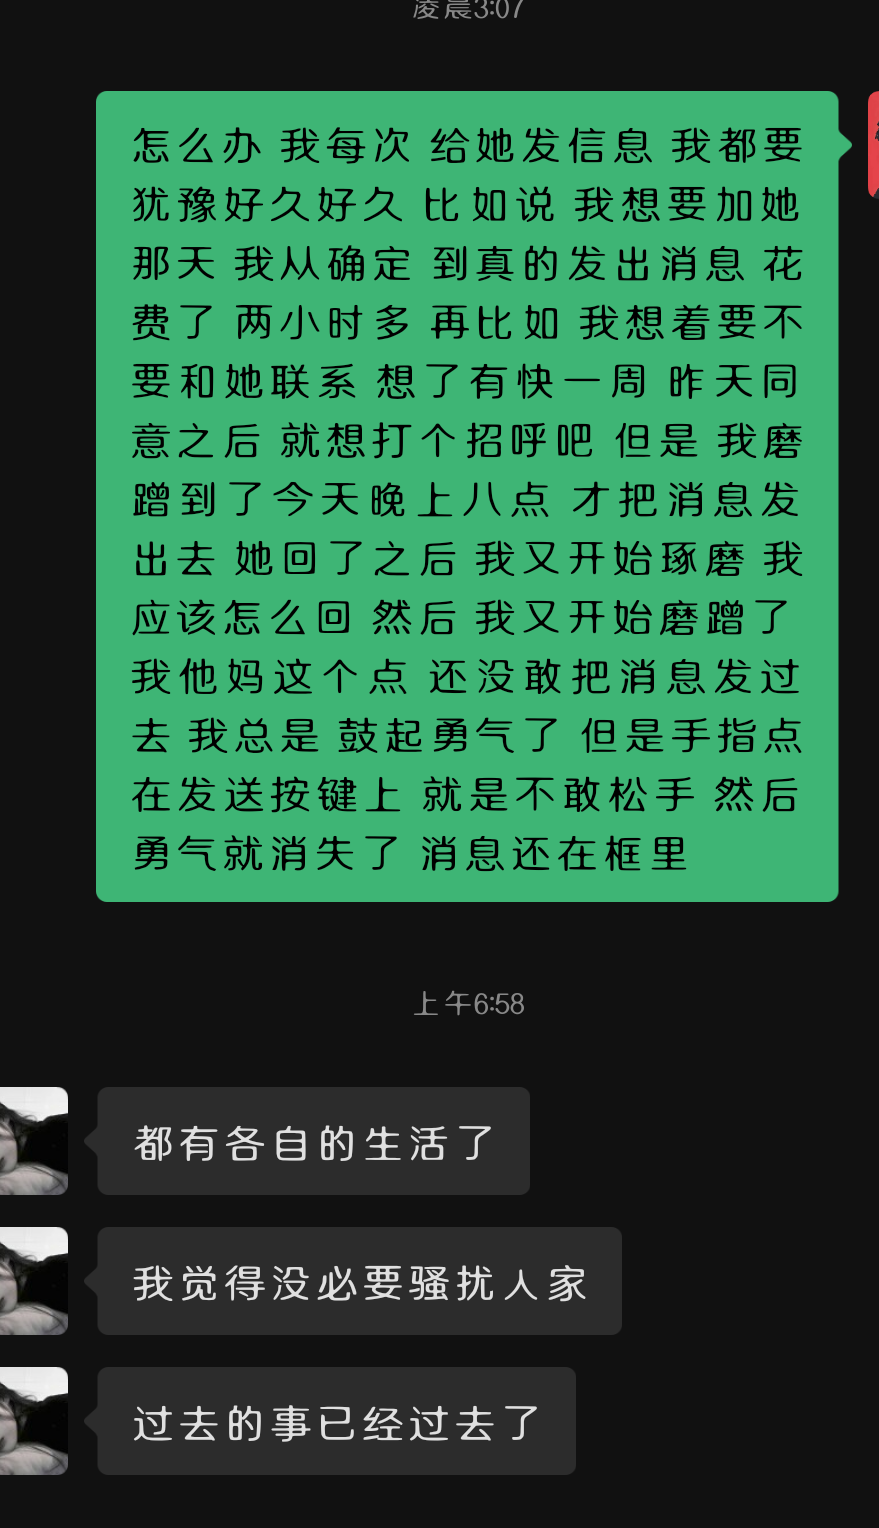 凌晨3:07
怎么办 我每次 给她发信息 我都要
犹豫好久好久 比如说 我想要加她
那天 我从确定 到真的发出消息 花
费了 两小时多 再比如 我想着要不
要和她联系 想了有快一周 昨天同
意之后 就想打个招呼吧 但是 我磨
蹭到了今天晚上八点 才把消息发
出去 她回了之后 我又开始琢磨 我
应该怎么回 然后 我又开始磨蹭了
我他妈这个点 还没敢把消息发过
去 我总是 鼓起勇气了 但是手指点
在发送按键上 就是不敢松手 然后
勇气就消失了 消息还在框里
上午6:58
都有各自的生活了
我觉得没必要骚扰人家
过去的事已经过去了